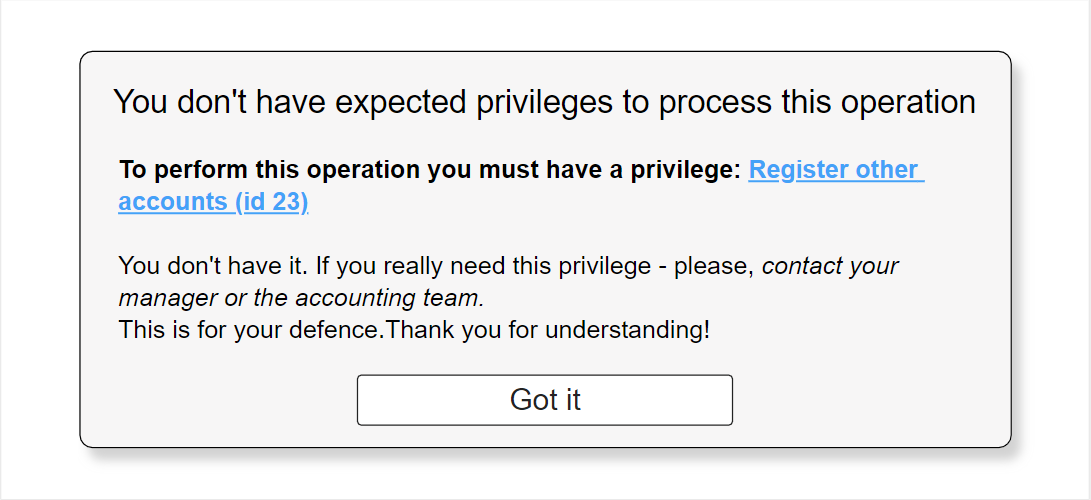 You don't have expected privileges to process this operation
To perform this operation you must have a privilege: Register other
accounts (id 23)
You don't have it. If you really need this privilege - please, contact your
manager or the accounting team.
This is for your defence.Thank you for understanding!
Got it